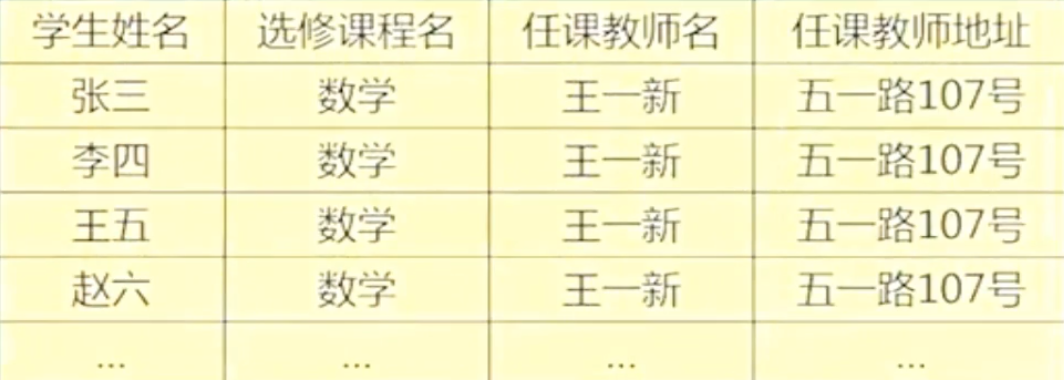 学生姓名 选修课程名 任课教师名 任课教师地址
张三 数学 王一新 五一路107号
李四 数学 王一新 五一路107号
王五 数学 王一新 五一路107号
赵六 数学 王一新 五一路107号
... ... ... ...